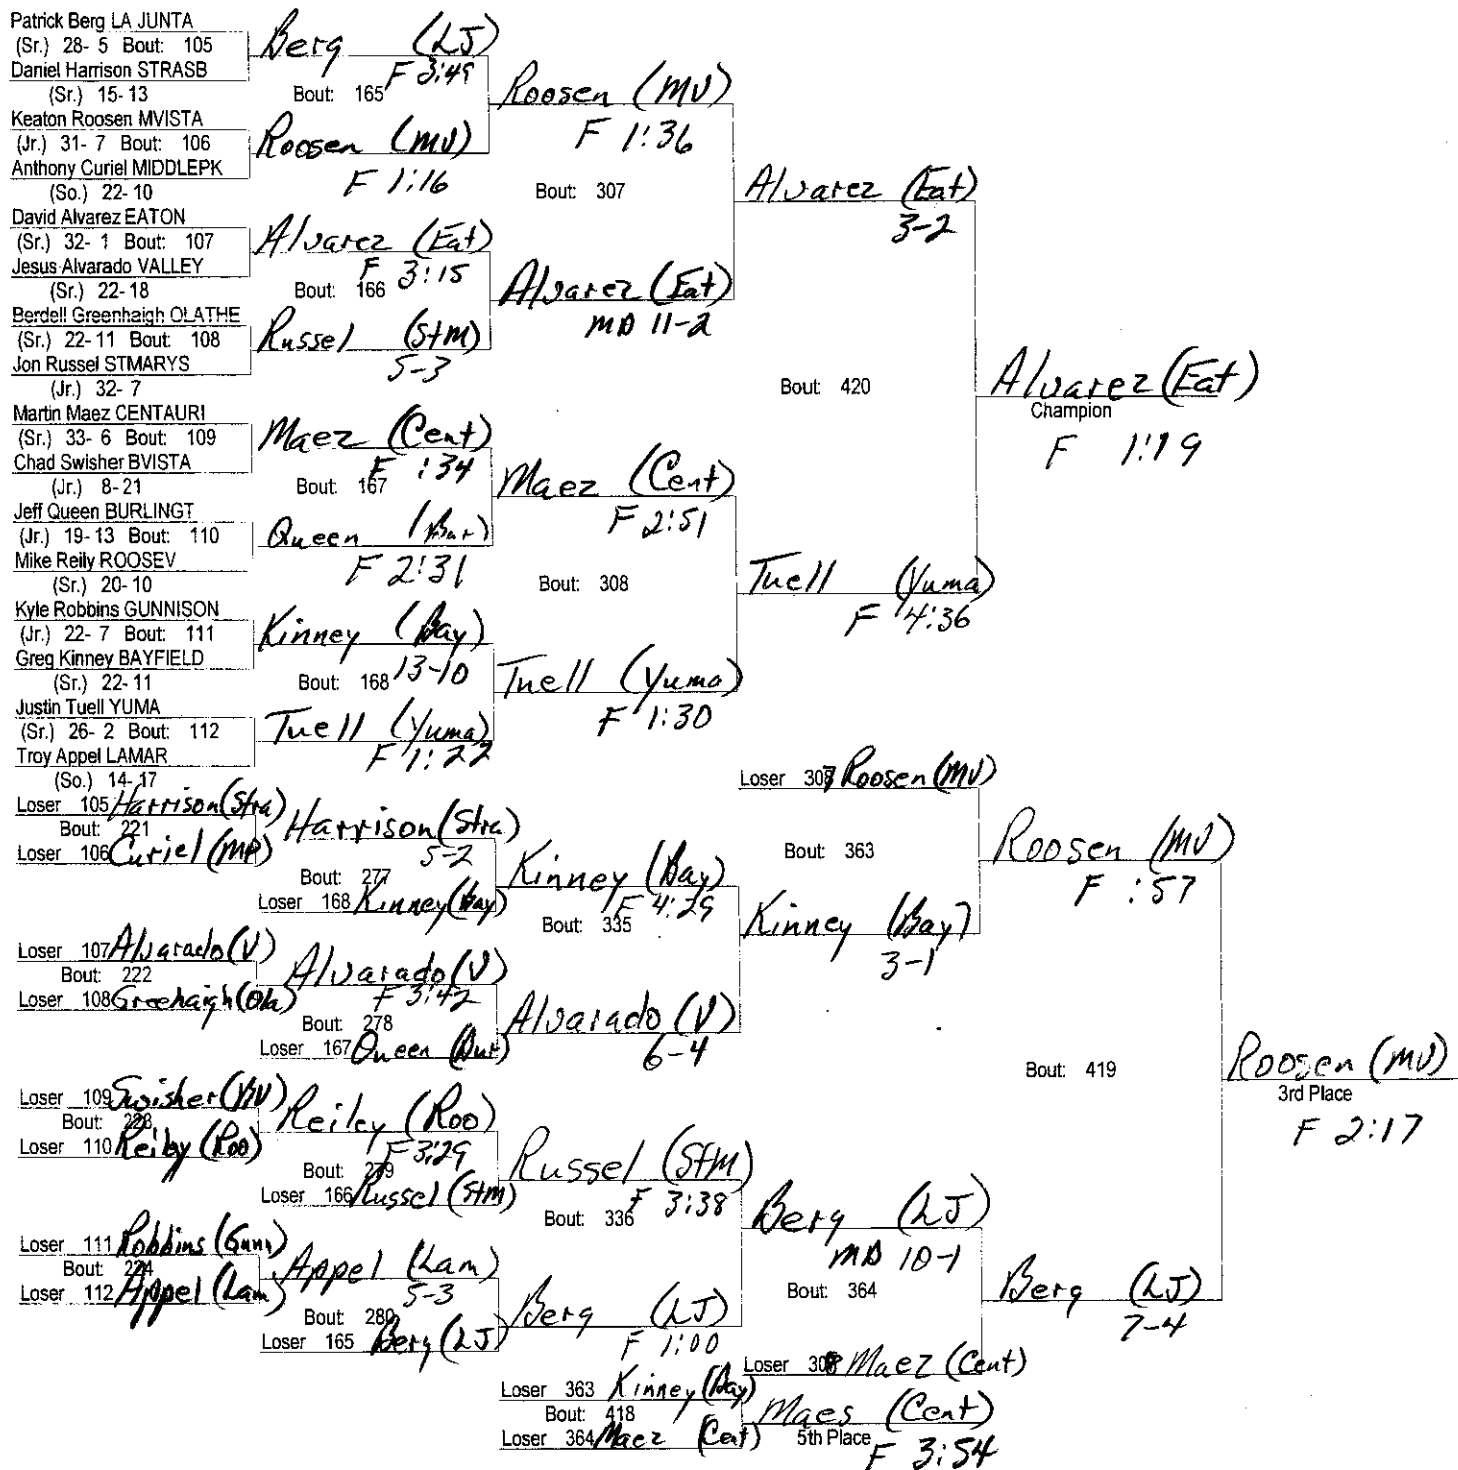 Patrick Berg LA JUNTA
(Sr.) 28- 5 Bout: 105
Daniel Harrison STRASB
(Sr.) 15- 13
Keaton Roosen MVISTA
(Jr.) 31- 7 Bout: 106
Anthony Curiel MIDDLEPK
(So.) 22- 10
David Alvarez EATON
(Sr.) 32- 1 Bout: 107
Jesus Alvarado VALLEY
(Sr.) 22- 18
Berdell Greenhaigh OLATHE
(Sr.) 22- 11 Bout: 108
Jon Russel STMARYS
(Jr.) 32- 7
Martin Maez CENTAURI
(Sr.) 33- 6 Bout: 109
Chad Swisher BVISTA
(Jr.) 8- 21
Jeff Queen BURLINGT
(Jr.) 19- 13 Bout: 110
Mike Reily ROOSEV
(Sr.) 20- 10
Kyle Robbins GUNNISON
(Jr.) 22- 7 Bout: 111
Greg Kinney BAYFIELD
(Sr.) 22- 11
Justin Tuell YUMA
(Sr.) 26- 2 Bout: 112
Troy Appel LAMAR
(So.) 14- 17
Berg (LJ)
F 3:49
Bout: 165
Roosen (MV)
F 1:16
Alvarez (Eat)
F 3:15
Bout: 166
Russel (StM)
5-3
Maez (Cent)
F :34
Bout: 167
Queen (Bur)
F 2:31
Kinney (Bay)
13-10
Bout: 168
Tuell (Yuma)
F 1:22
Roosen (MV)
F 1:36
Bout: 307
Alvarez (Eat)
MD 11-2
Maez (Cent)
F 2:51
Bout: 308
Tuell (Yuma)
F 1:30
Alvarez (Eat)
3-2
Bout: 420
Tuell (Yuma)
F 4:36
Alvarez (Eat)
Champion
F 1:19
Loser 105 Harrison (Stra)
Bout: 221
Loser 106 Curiel (MP)
Loser 107 Alvarado (V)
Bout: 222
Loser 108 Greehaigh (Ola)
Loser 109 Swisher (BV)
Bout: 223
Loser 110 Reiley (Roo)
Loser 111 Robbins (Gunn)
Bout: 224
Loser 112 Appel (Lam)
Harrison (Stra)
5-2
Bout: 277
Loser 168 Kinney (Bay)
Alvarado (V)
F 3:42
Bout: 278
Loser 167 Queen (Bur)
Reiley (Roo)
F 3:29
Bout: 279
Loser 166 Russel (StM)
Appel (Lam)
5-3
Bout: 280
Loser 165 Berg (LJ)
Kinney (Bay)
F 4:29
Bout: 335
Alvarado (V)
6-4
Russel (StM)
F 3:38
Bout: 336
Berg (LJ)
F 1:00
Loser 307 Roosen (MV)
Bout: 363
Kinney (Bay)
3-1
Berg (LJ)
MD 10-1
Bout: 364
Loser 308 Maez (Cent)
Roosen (MV)
F :57
Bout: 419
Berg (LJ)
7-4
Roosen (MV)
3rd Place
F 2:17
Loser 363 Kinney (Bay)
Bout: 418
Loser 364 Maez (Cent)
Maes (Cent)
5th Place
F 3:54